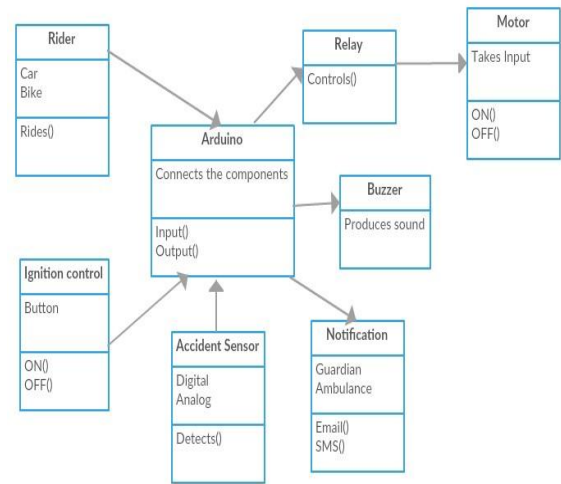 Rider
Car
Bike
Rides()
Relay
Controls()
Motor
Takes Input
ON()
OFF()
Arduino
Connects the components
Input()
Output()
Buzzer
Produces sound
Ignition control
Button
ON()
OFF()
Accident Sensor
Digital
Analog
Detects()
Notification
Guardian
Ambulance
Email()
SMS()